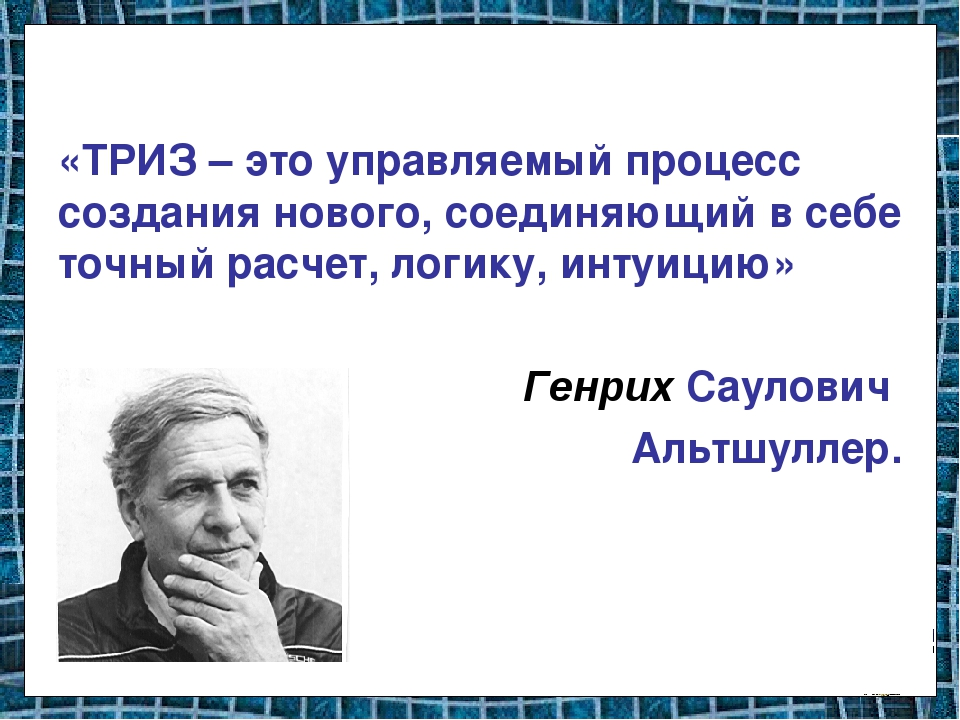 «ТРИЗ – это управляемый процесс
создания нового, соединяющий в себе
точный расчет, логику, интуицию»
Генрих Саулович
Альтшуллер.